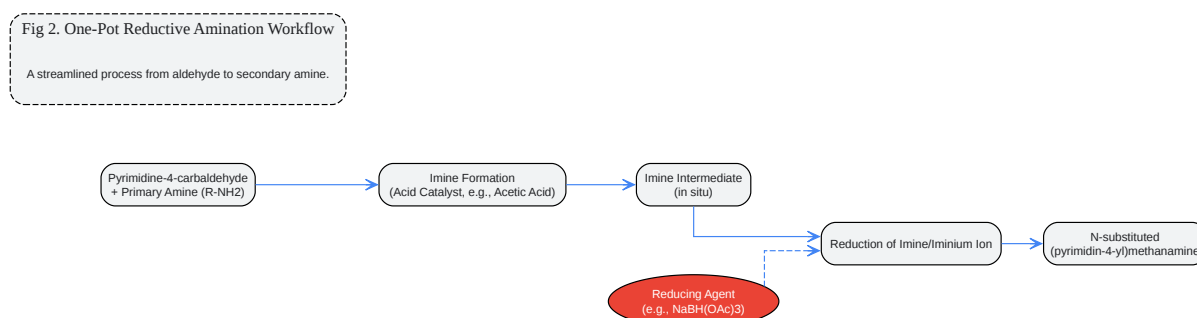 Fig 2. One-Pot Reductive Amination Workflow
A streamlined process from aldehyde to secondary amine.
Pyrimidine-4-carbaldehyde
+ Primary Amine (R-NH2)
Imine Formation
(Acid Catalyst, e.g., Acetic Acid)
Imine Intermediate
(in situ)
Reduction of Imine/Iminium Ion
N-substituted
(pyrimidin-4-yl)methanamine
Reducing Agent
(e.g., NaBH(OAc)3)